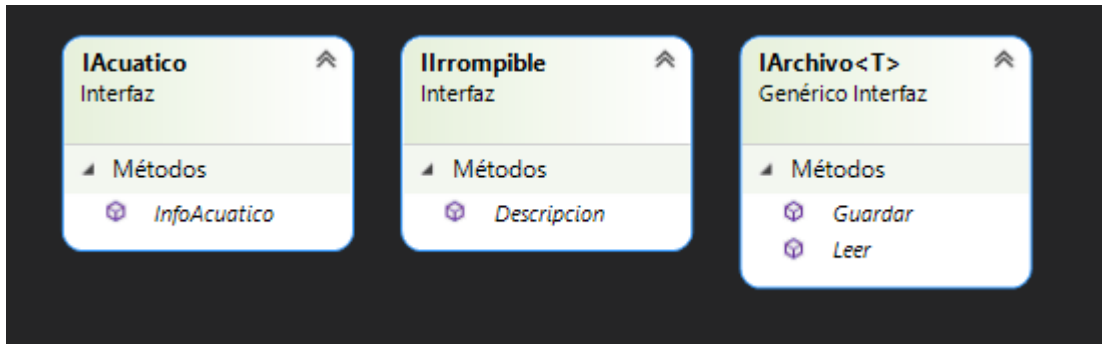 IAcuatico
Interfaz
Métodos
InfoAcuatico
IIrrompible
Interfaz
Métodos
Descripcion
IArchivo<T>
Genérico Interfaz
Métodos
Guardar
Leer